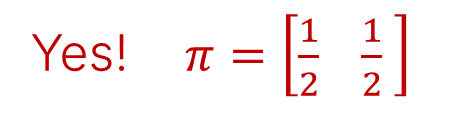 Yes! π = [1/2 1/2]